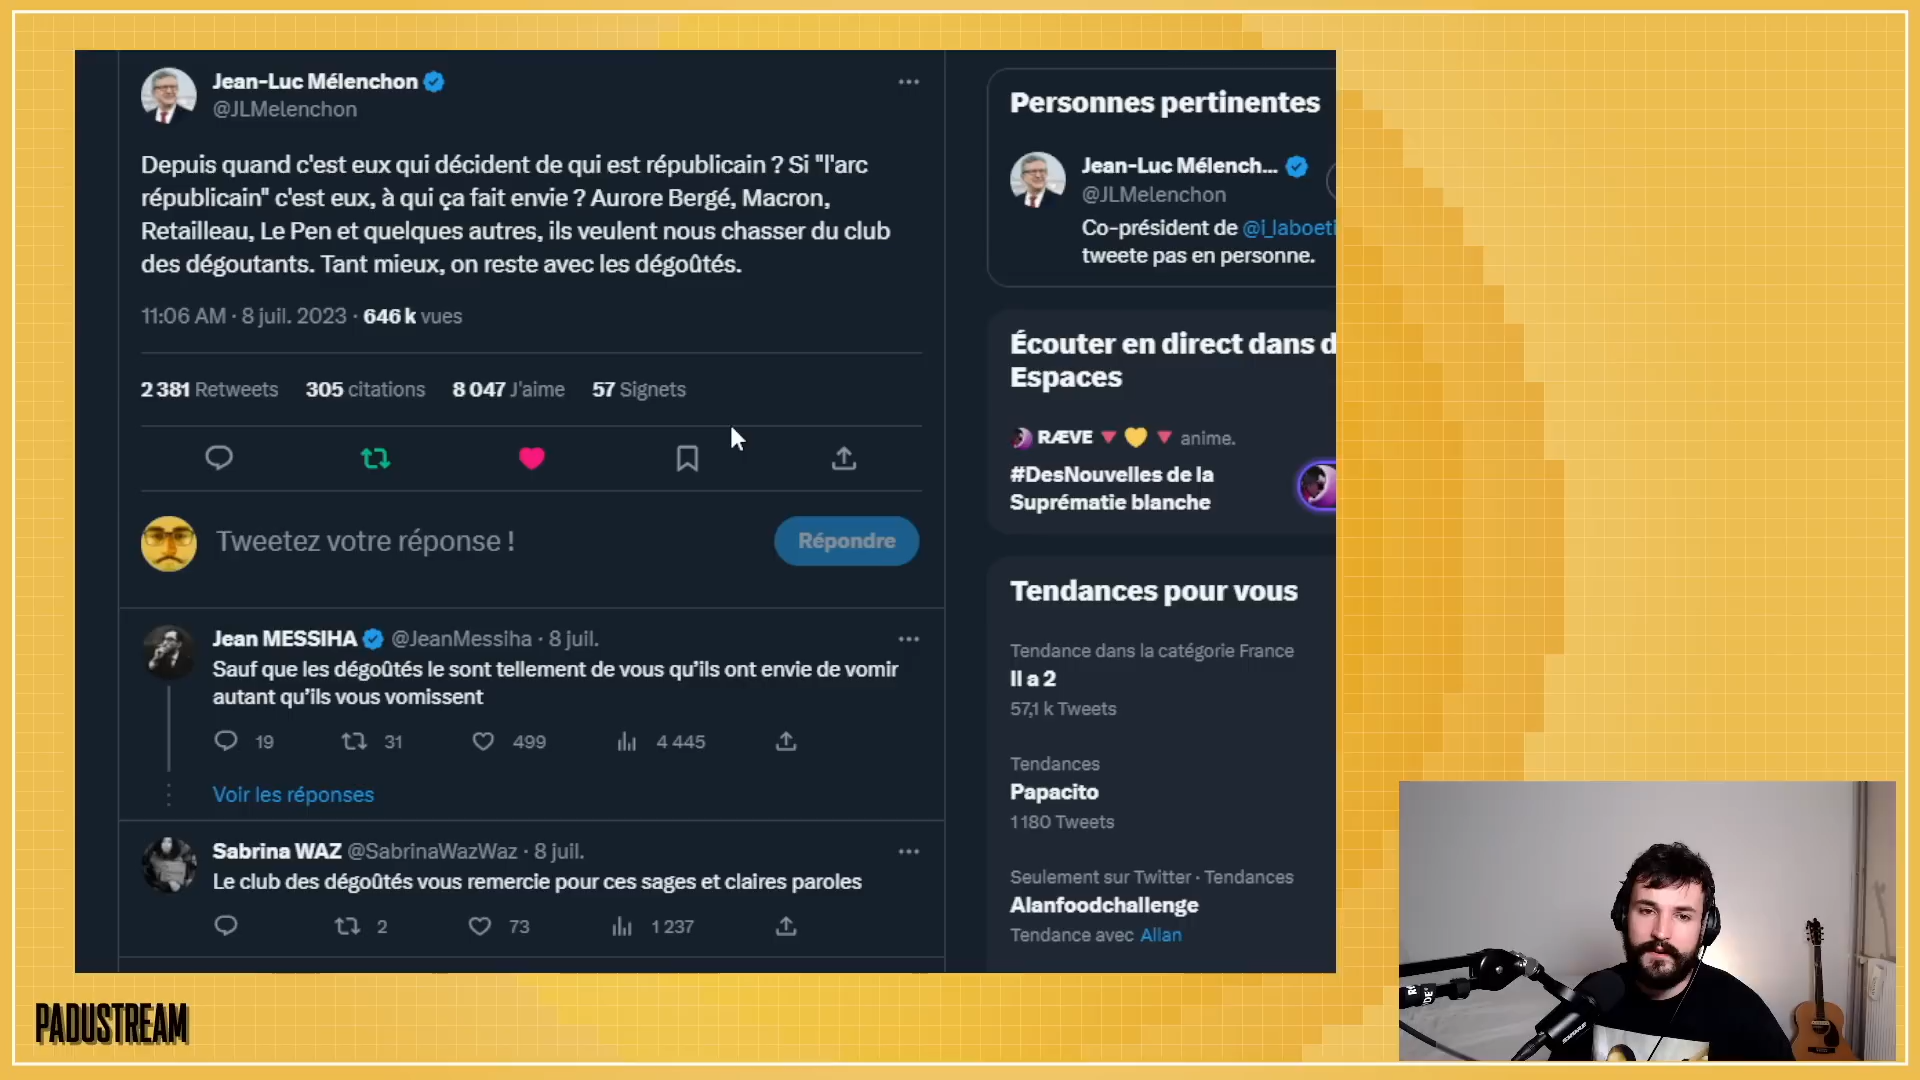 Jean-Luc Mélenchon
@JLMelenchon
Depuis quand c'est eux qui décident de qui est républicain ? Si "l'arc
républicain" c'est eux, à qui ça fait envie ? Aurore Bergé, Macron,
Retailleau, Le Pen et quelques autres, ils veulent nous chasser du club
des dégoutants. Tant mieux, on reste avec les dégoûtés.
11:06 AM · 8 juil. 2023 · 646 k vues
2 381 Retweets 305 citations 8 047 J'aime 57 Signets
Tweetez votre réponse !
Répondre
Jean MESSIHA @JeanMessiha · 8 juil.
Sauf que les dégoûtés le sont tellement de vous qu’ils ont envie de vomir
autant qu’ils vous vomissent
19 31 499 4 445
Voir les réponses
Sabrina WAZ @SabrinaWazWaz · 8 juil.
Le club des dégoûtés vous remercie pour ces sages et claires paroles
2 73 1 237
Personnes pertinentes
Jean-Luc Mélench...
@JLMelenchon
Co-président de @i_laboeti
tweete pas en personne.
Écouter en direct dans d
Espaces
RÆVE anime.
#DesNouvelles de la
Suprématie blanche
Tendances pour vous
Tendance dans la catégorie France
Il a 2
57,1 k Tweets
Tendances
Papacito
1 180 Tweets
Seulement sur Twitter · Tendances
Alanfoodchallenge
Tendance avec Allan
PADUSTREAM